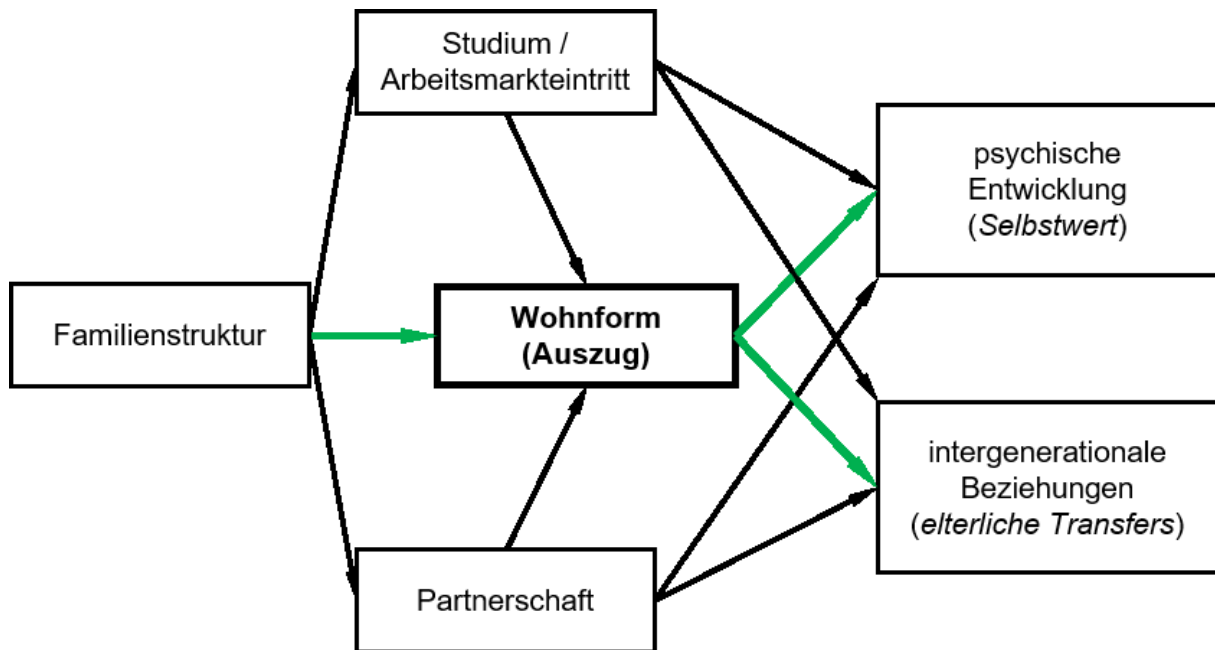 Studium /
Arbeitsmarkteintritt
psychische
Entwicklung
(Selbstwert)
Familienstruktur
Wohnform
(Auszug)
intergenerationale
Beziehungen
(elterliche Transfers)
Partnerschaft